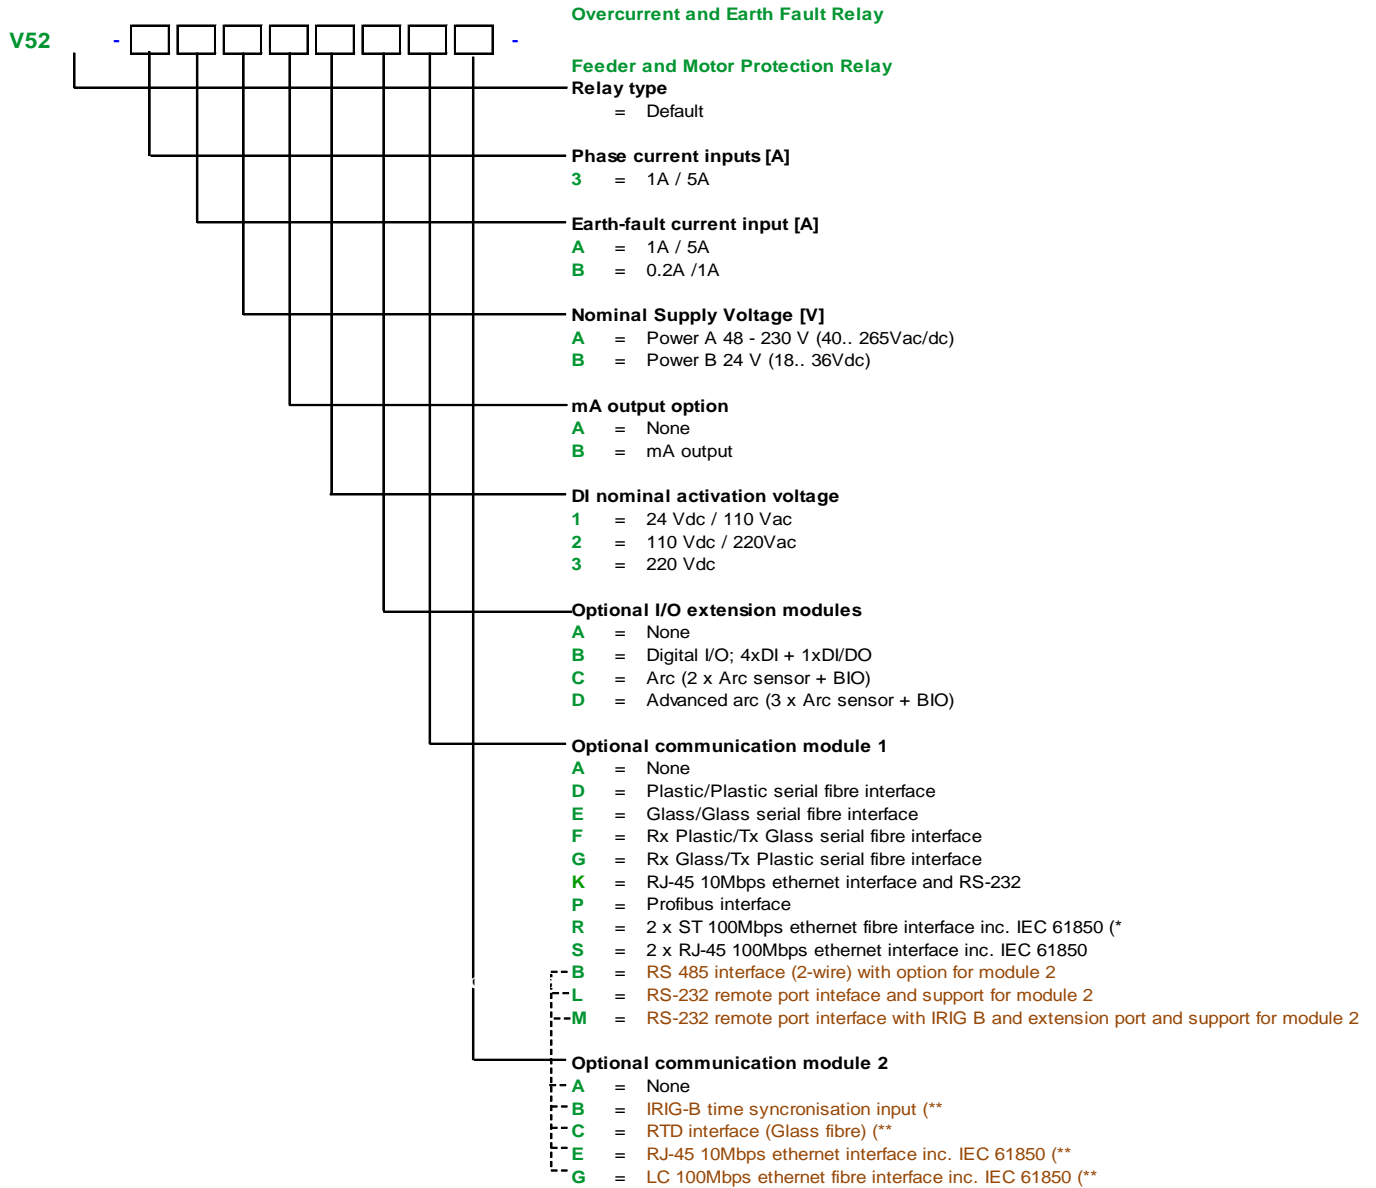 Overcurrent and Earth Fault Relay
V52 - -
Feeder and Motor Protection Relay
Relay type
= Default
Phase current inputs [A]
3 = 1A / 5A
Earth-fault current input [A]
A = 1A / 5A
B = 0.2A /1A
Nominal Supply Voltage [V]
A = Power A 48 - 230 V (40.. 265Vac/dc)
B = Power B 24 V (18.. 36Vdc)
mA output option
A = None
B = mA output
DI nominal activation voltage
1 = 24 Vdc / 110 Vac
2 = 110 Vdc / 220Vac
3 = 220 Vdc
Optional I/O extension modules
A = None
B = Digital I/O; 4xDI + 1xDI/DO
C = Arc (2 x Arc sensor + BIO)
D = Advanced arc (3 x Arc sensor + BIO)
Optional communication module 1
A = None
D = Plastic/Plastic serial fibre interface
E = Glass/Glass serial fibre interface
F = Rx Plastic/Tx Glass serial fibre interface
G = Rx Glass/Tx Plastic serial fibre interface
K = RJ-45 10Mbps ethernet interface and RS-232
P = Profibus interface
R = 2 x ST 100Mbps ethernet fibre interface inc. IEC 61850 (*
S = 2 x RJ-45 100Mbps ethernet interface inc. IEC 61850
B = RS 485 interface (2-wire) with option for module 2
L = RS-232 remote port inteface and support for module 2
M = RS-232 remote port interface with IRIG B and extension port and support for module 2
Optional communication module 2
A = None
B = IRIG-B time syncronisation input (**
C = RTD interface (Glass fibre) (**
E = RJ-45 10Mbps ethernet interface inc. IEC 61850 (**
G = LC 100Mbps ethernet fibre interface inc. IEC 61850 (**